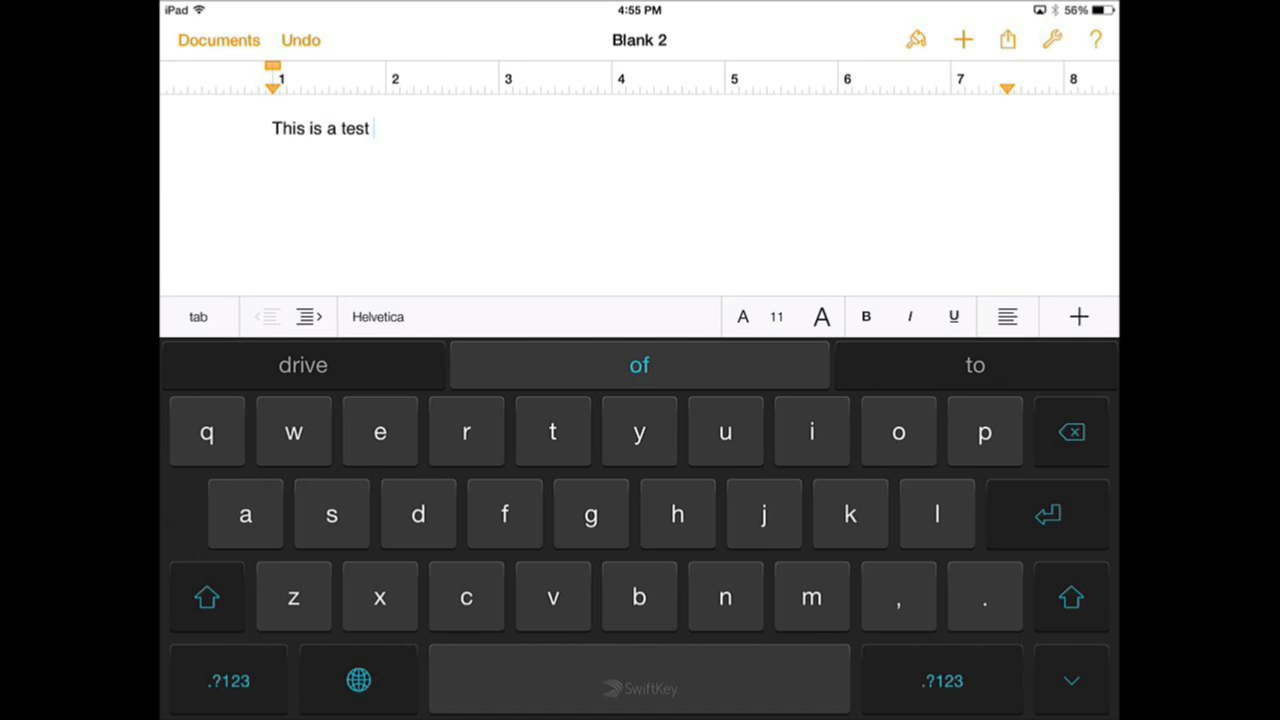 iPad 4:55 PM 56%
Documents Undo Blank 2 ?
1 2 3 4 5 6 7 8
This is a test
tab Helvetica A 11 A B I U
drive of to
q w e r t y u i o p
a s d f g h j k l
z x c v b n m , .
.?123 SwiftKey .?123